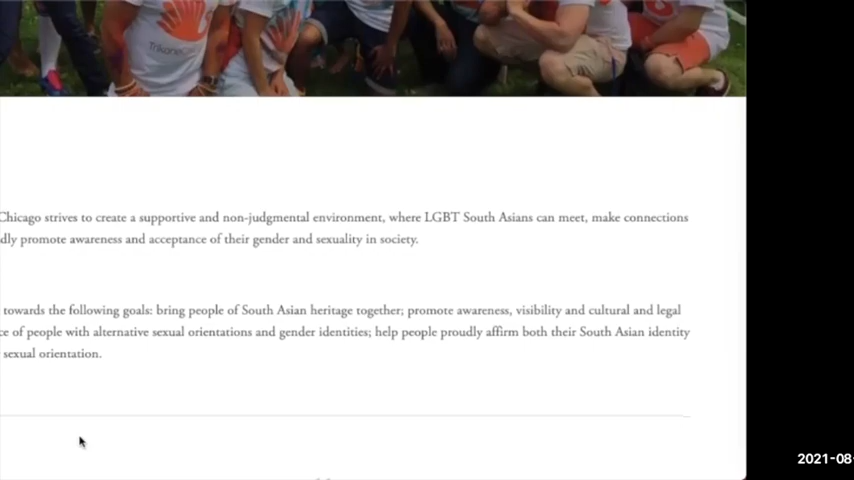 Trikone
Chicago strives to create a supportive and non-judgmental environment, where LGBT South Asians can meet, make connections
dly promote awareness and acceptance of their gender and sexuality in society.
towards the following goals: bring people of South Asian heritage together; promote awareness, visibility and cultural and legal
ce of people with alternative sexual orientations and gender identities; help people proudly affirm both their South Asian identity
sexual orientation.
2021-08-